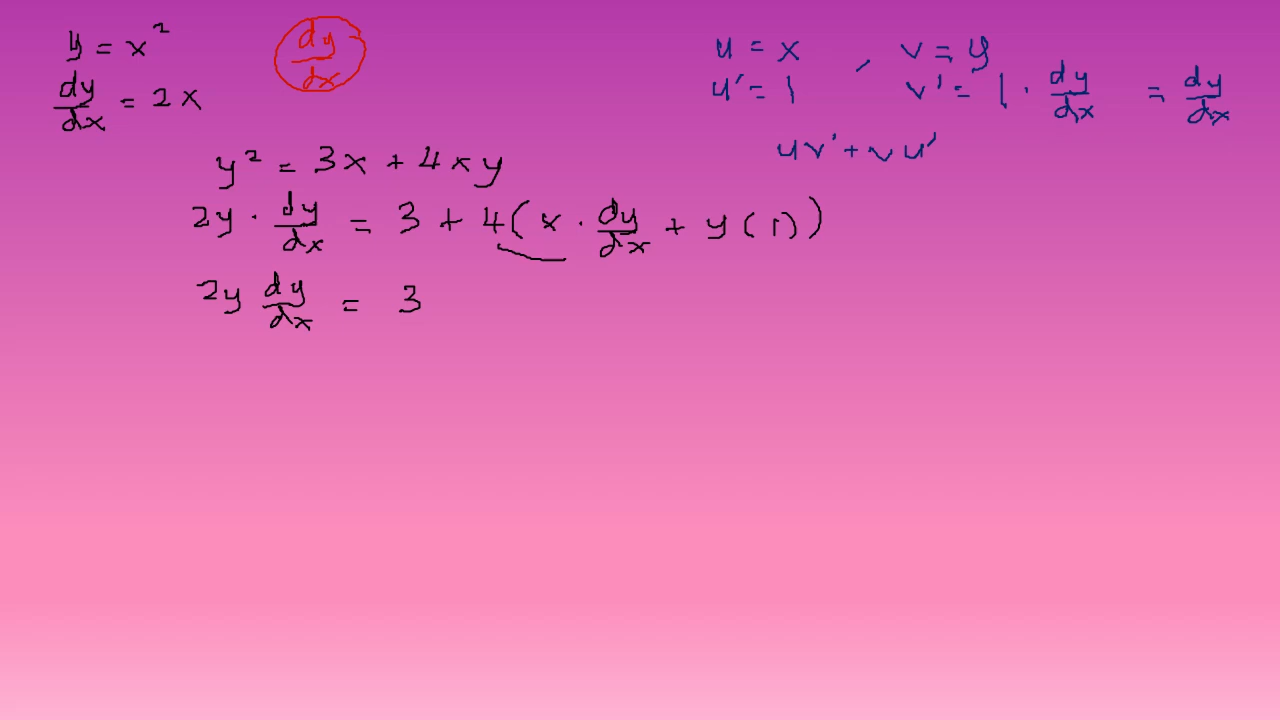 y = x²
dy/dx = 2x
dy/dx
u = x , v = y
u' = 1 v' = 1 · dy/dx = dy/dx
uv' + vu'
y² = 3x + 4xy
2y · dy/dx = 3 + 4(x · dy/dx + y(1))
2y dy/dx = 3